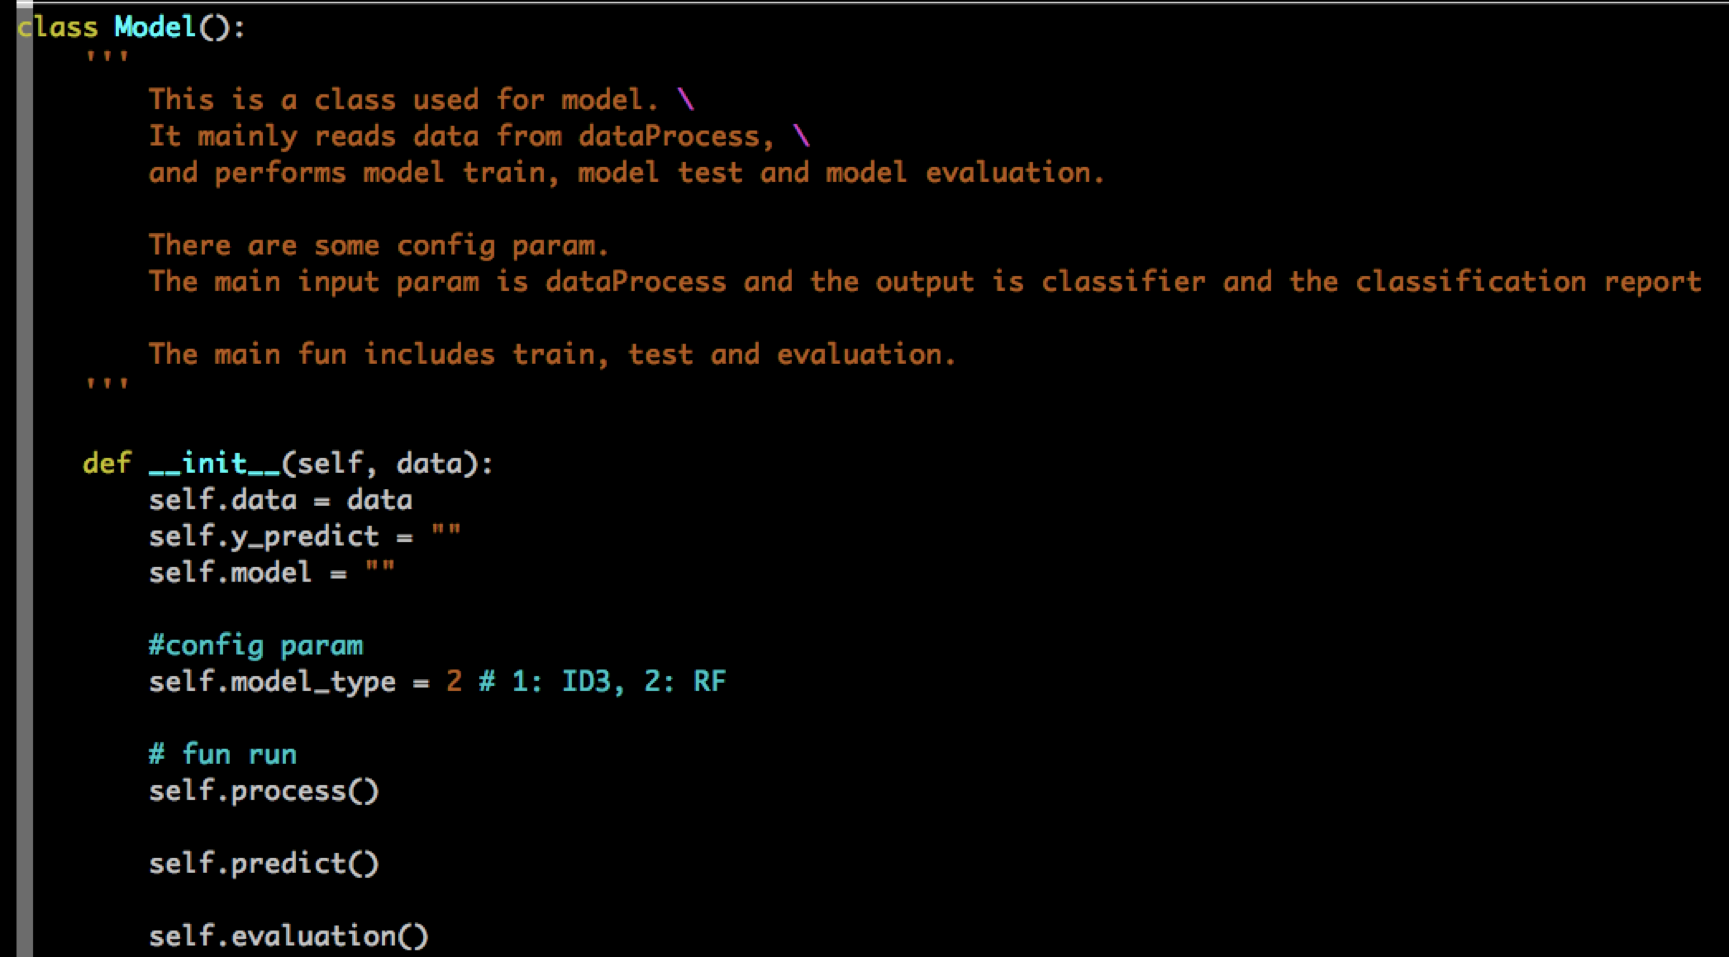 class Model():
    '''
        This is a class used for model. \
        It mainly reads data from dataProcess, \
        and performs model train, model test and model evaluation.

        There are some config param.
        The main input param is dataProcess and the output is classifier and the classification report

        The main fun includes train, test and evaluation.
    '''

    def __init__(self, data):
        self.data = data
        self.y_predict = ""
        self.model = ""

        #config param
        self.model_type = 2 # 1: ID3, 2: RF

        # fun run
        self.process()

        self.predict()

        self.evaluation()